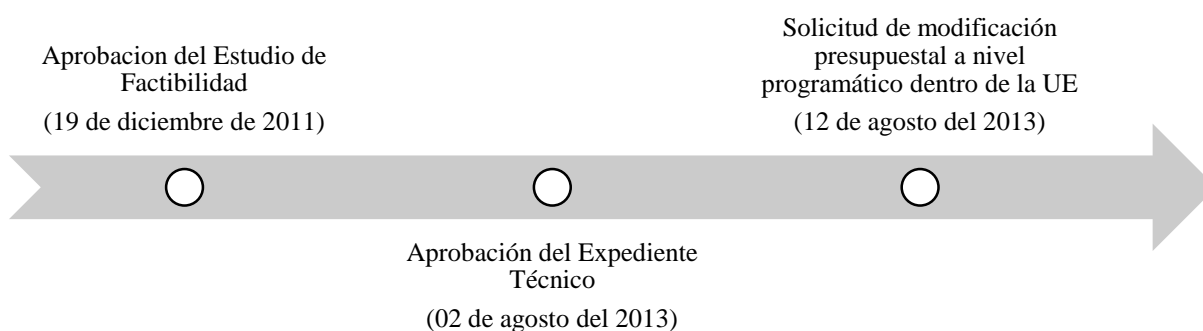 Aprobacion del Estudio de
Factibilidad
(19 de diciembre de 2011)
Aprobación del Expediente
Técnico
(02 de agosto del 2013)
Solicitud de modificación
presupuestal a nivel
programático dentro de la UE
(12 de agosto del 2013)